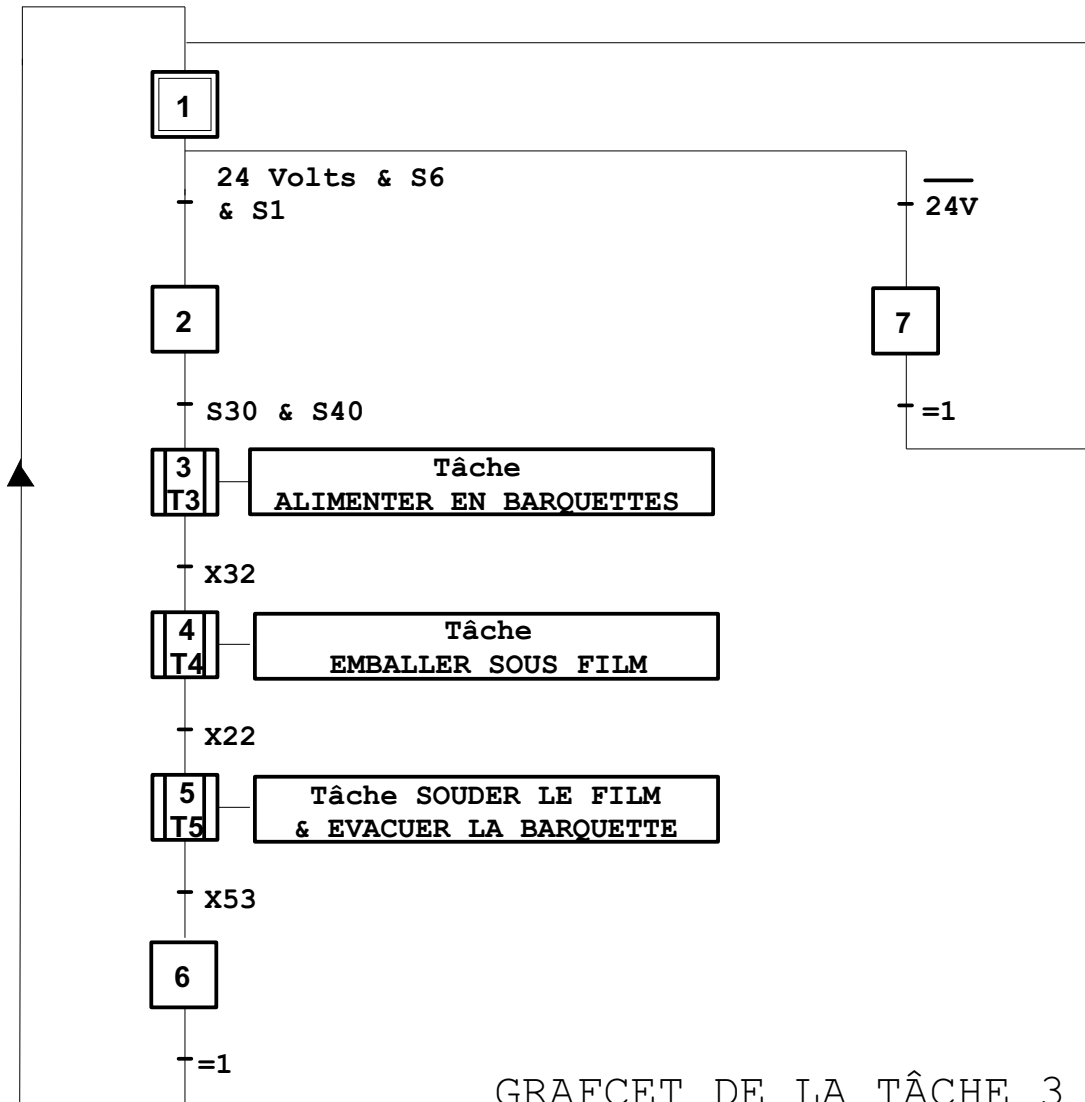 1
24 Volts & S6
& S1
24V
2
7
S30 & S40
=1
3
T3
Tâche
ALIMENTER EN BARQUETTES
X32
4
T4
Tâche
EMBALLER SOUS FILM
X22
5
T5
Tâche SOUDER LE FILM
& EVACUER LA BARQUETTE
X53
6
=1
GRAFCET DE LA TÂCHE 3